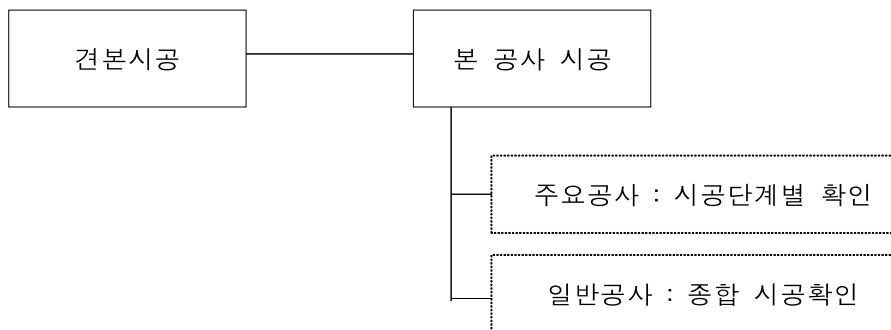 견본시공
본 공사 시공
주요공사 : 시공단계별 확인
일반공사 : 종합 시공확인